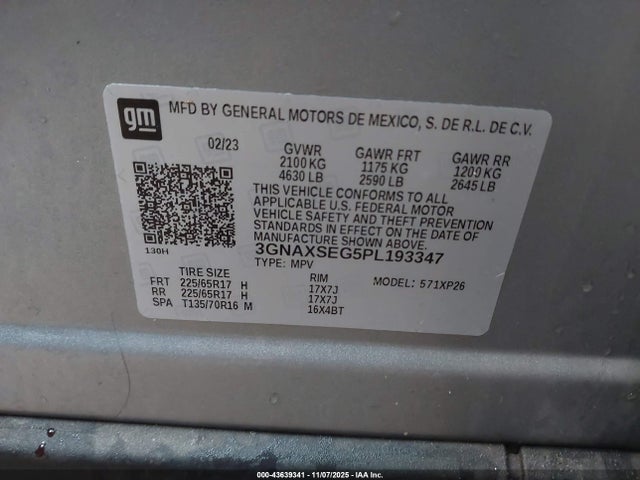 gm MFD BY GENERAL MOTORS DE MEXICO, S. DE R.L. DE C.V.
02/23 GVWR GAWR FRT GAWR RR
2100 KG 1175 KG 1200 KG
4630 LB 2590 LB 2645 LB
THIS VEHICLE CONFORMS TO ALL
APPLICABLE U.S. FEDERAL MOTOR
VEHICLE SAFETY AND THEFT PREVENTION
STANDARDS IN EFFECT ON THE DATE OF
MANUFACTURE SHOWN ABOVE.
130H 3GNAXSEG5PL193347
TYPE: MPV MODEL: 571XP26
TIRE SIZE RIM
FRT 225/65R17 H 17X7J
RR 225/65R17 H 17X7J
SPA T135/70R16 M 16X4BT
000-43639341 - 11/07/2025 - IAA Inc.